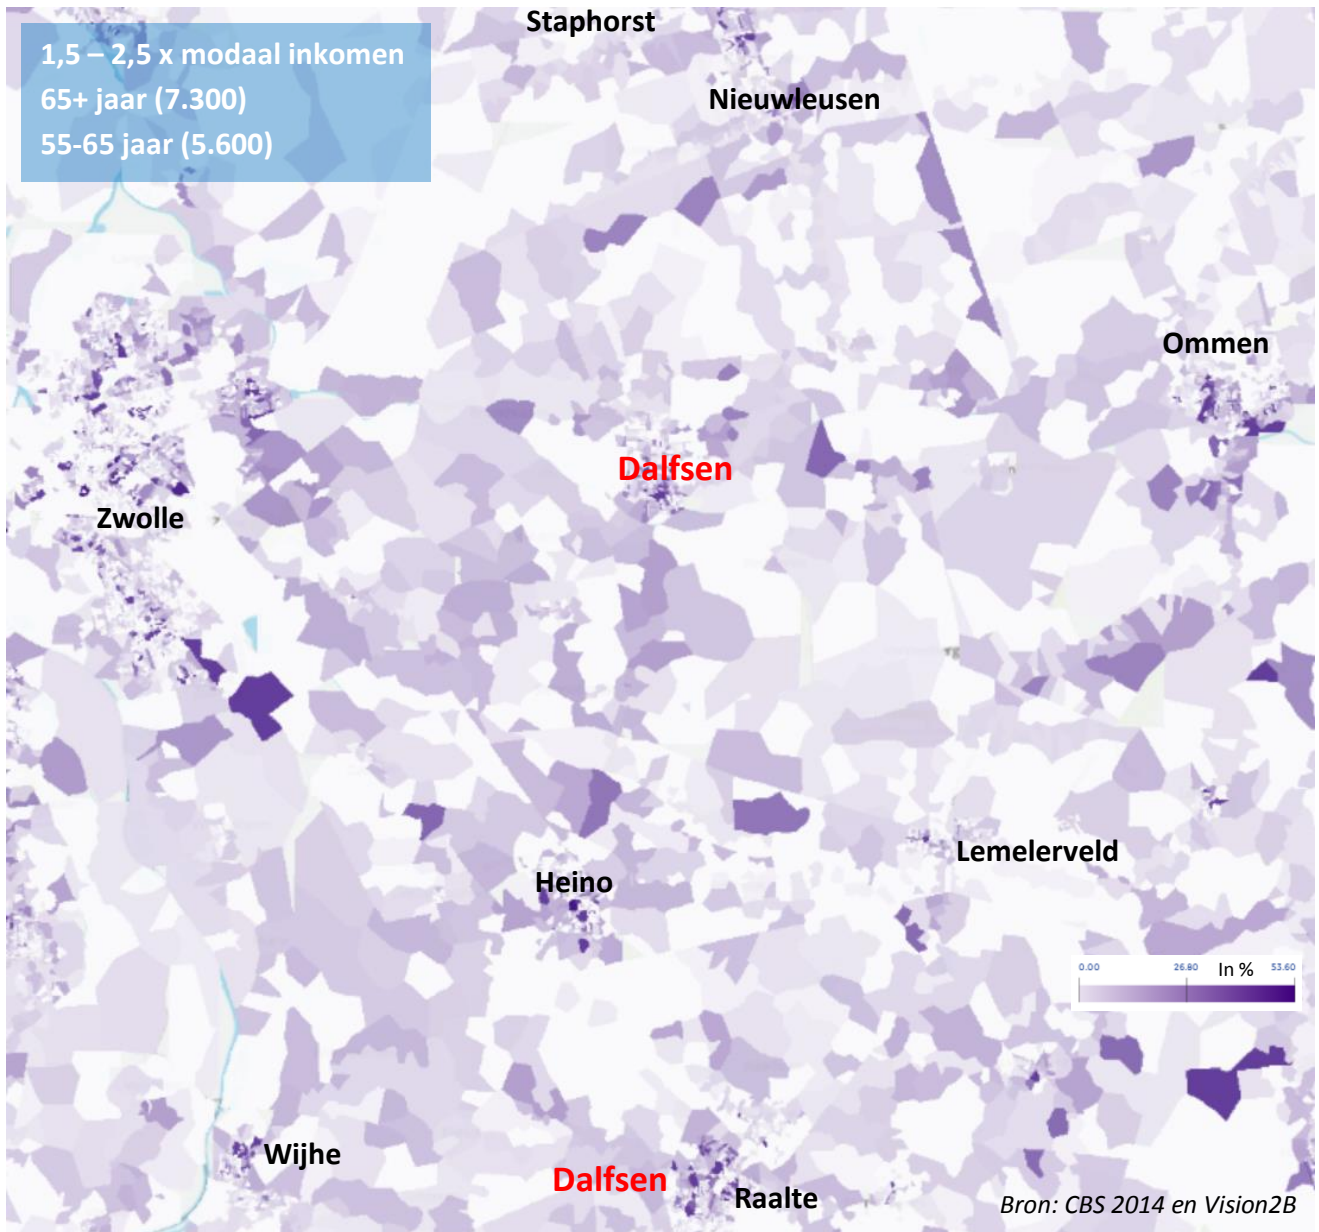 Staphorst
1,5 – 2,5 x modaal inkomen
65+ jaar (7.300)
55-65 jaar (5.600)
Nieuwleusen
Ommen
Dalfsen
Zwolle
Lemelerveld
Heino
0.00 26.80 In % 53.60
Wijhe
Dalfsen
Raalte
Bron: CBS 2014 en Vision2B